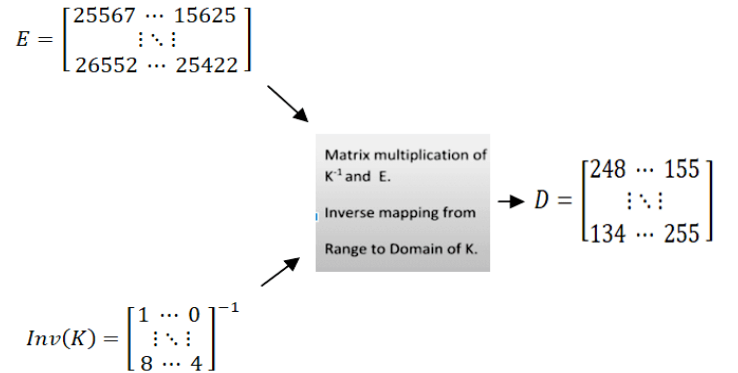 E = [ 25567 ⋯ 15625
⋮ ⋱ ⋮
26552 ⋯ 25422 ]
Matrix multiplication of
K⁻¹ and E.
Inverse mapping from
Range to Domain of K.
D = [ 248 ⋯ 155
⋮ ⋱ ⋮
134 ⋯ 255 ]
Inv(K) = [ 1 ⋯ 0
⋮ ⋱ ⋮
8 ⋯ 4 ]⁻¹